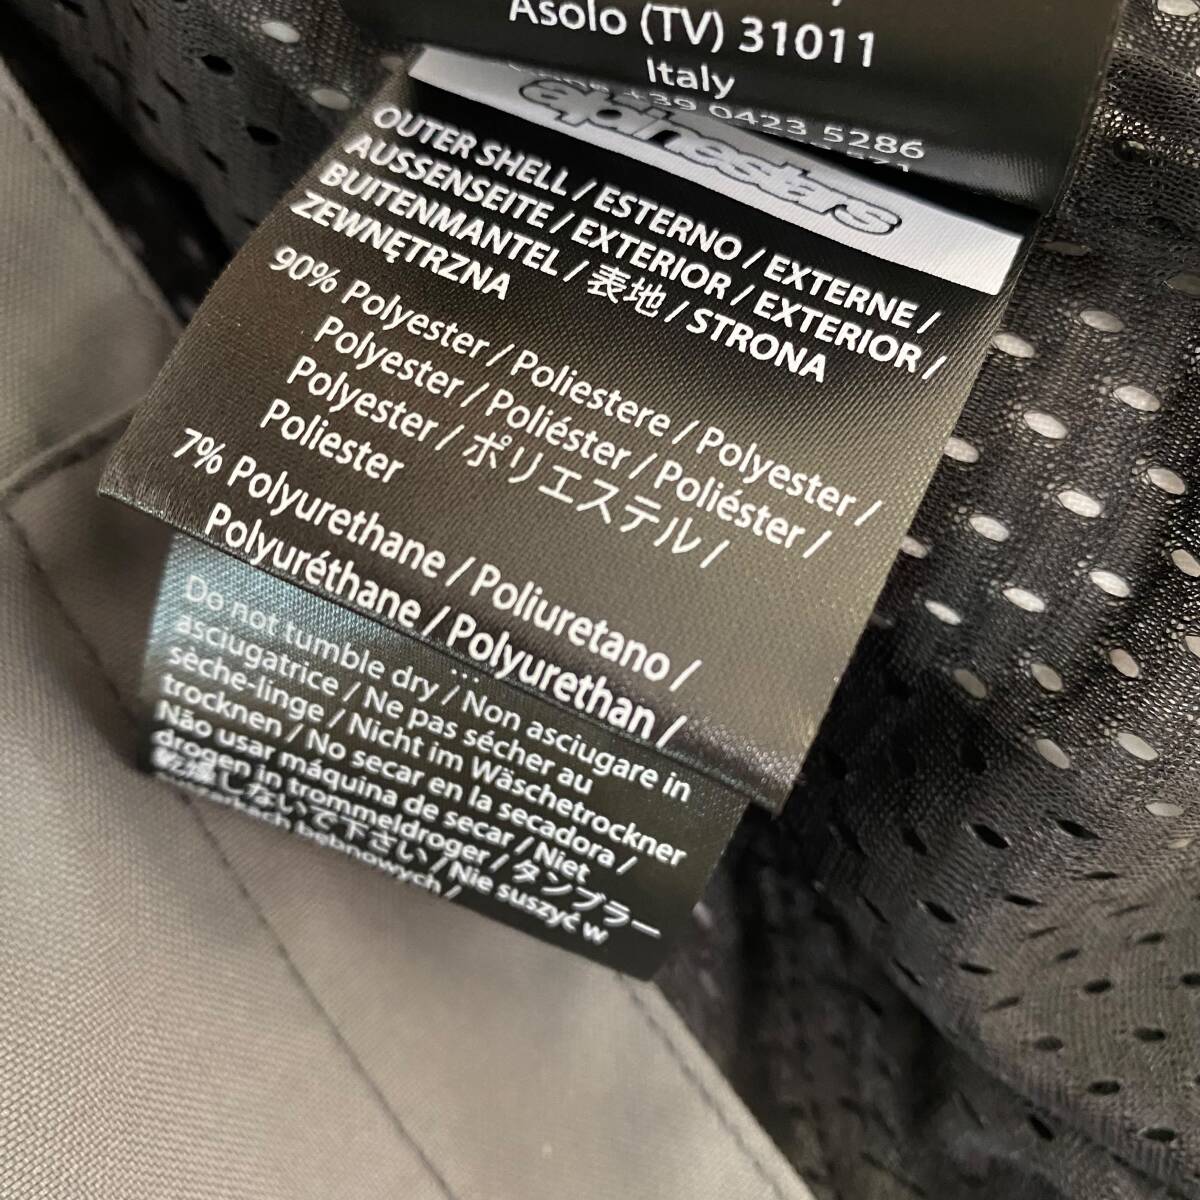 Asolo (TV) 31011
Italy
+39 0423 5286
alpinestars
OUTER SHELL / ESTERNO / EXTERNE /
AUSSENSEITE / EXTERIOR / EXTERIOR /
BUITENMANTEL / 表地 / STRONA
ZEWNĘTRZNA
90% Polyester / Poliestere / Polyester /
Polyester / Poliéster / Poliéster /
Polyester / ポリエステル /
Poliester
7% Polyurethane / Poliuretano /
Polyuréthane / Polyurethan /
Do not tumble dry / Non asciugare in
asciugatrice / Ne pas sécher au
sèche-linge / Nicht im Wäschetrockner
trocknen / No secar en la secadora /
Não usar máquina de secar / Niet
drogen in trommeldroger / タンブラー
乾燥しないで下さい / Nie suszyć w
bębnowych /